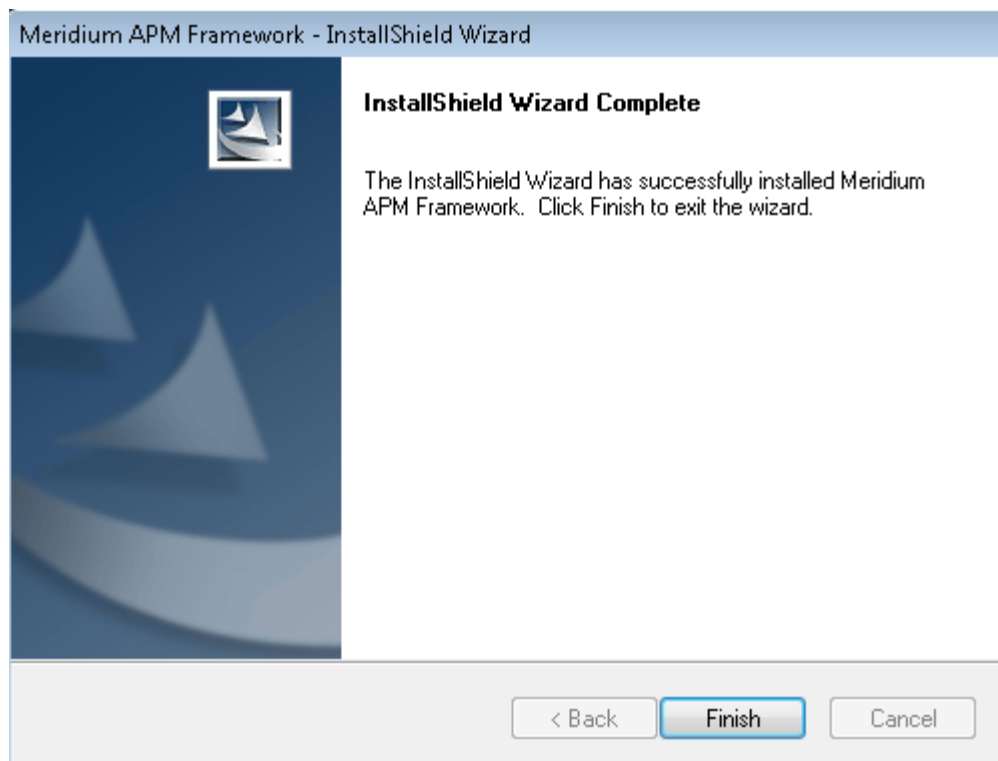 Meridium APM Framework - InstallShield Wizard
InstallShield Wizard Complete
The InstallShield Wizard has successfully installed Meridium
APM Framework. Click Finish to exit the wizard.
< Back
Finish
Cancel